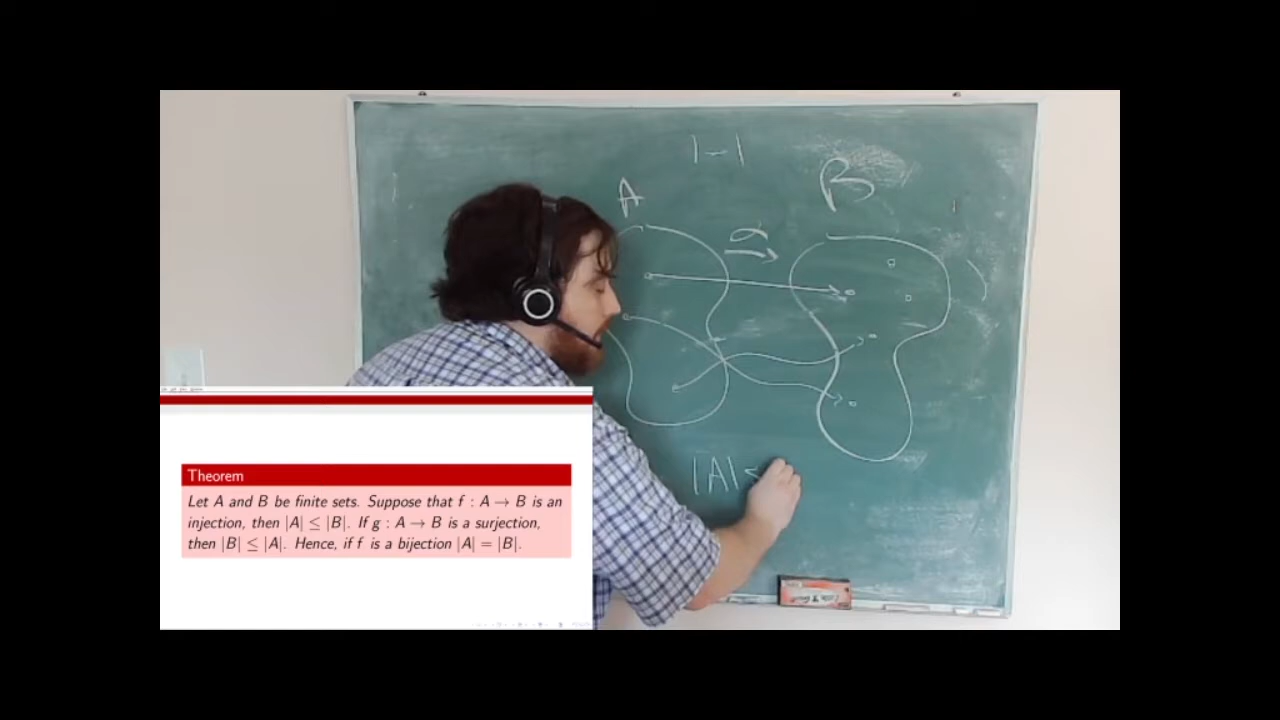 1-1
A
B
α
|A| ≤
Theorem
Let A and B be finite sets. Suppose that f : A → B is an
injection, then |A| ≤ |B|. If g : A → B is a surjection,
then |B| ≤ |A|. Hence, if f is a bijection |A| = |B|.